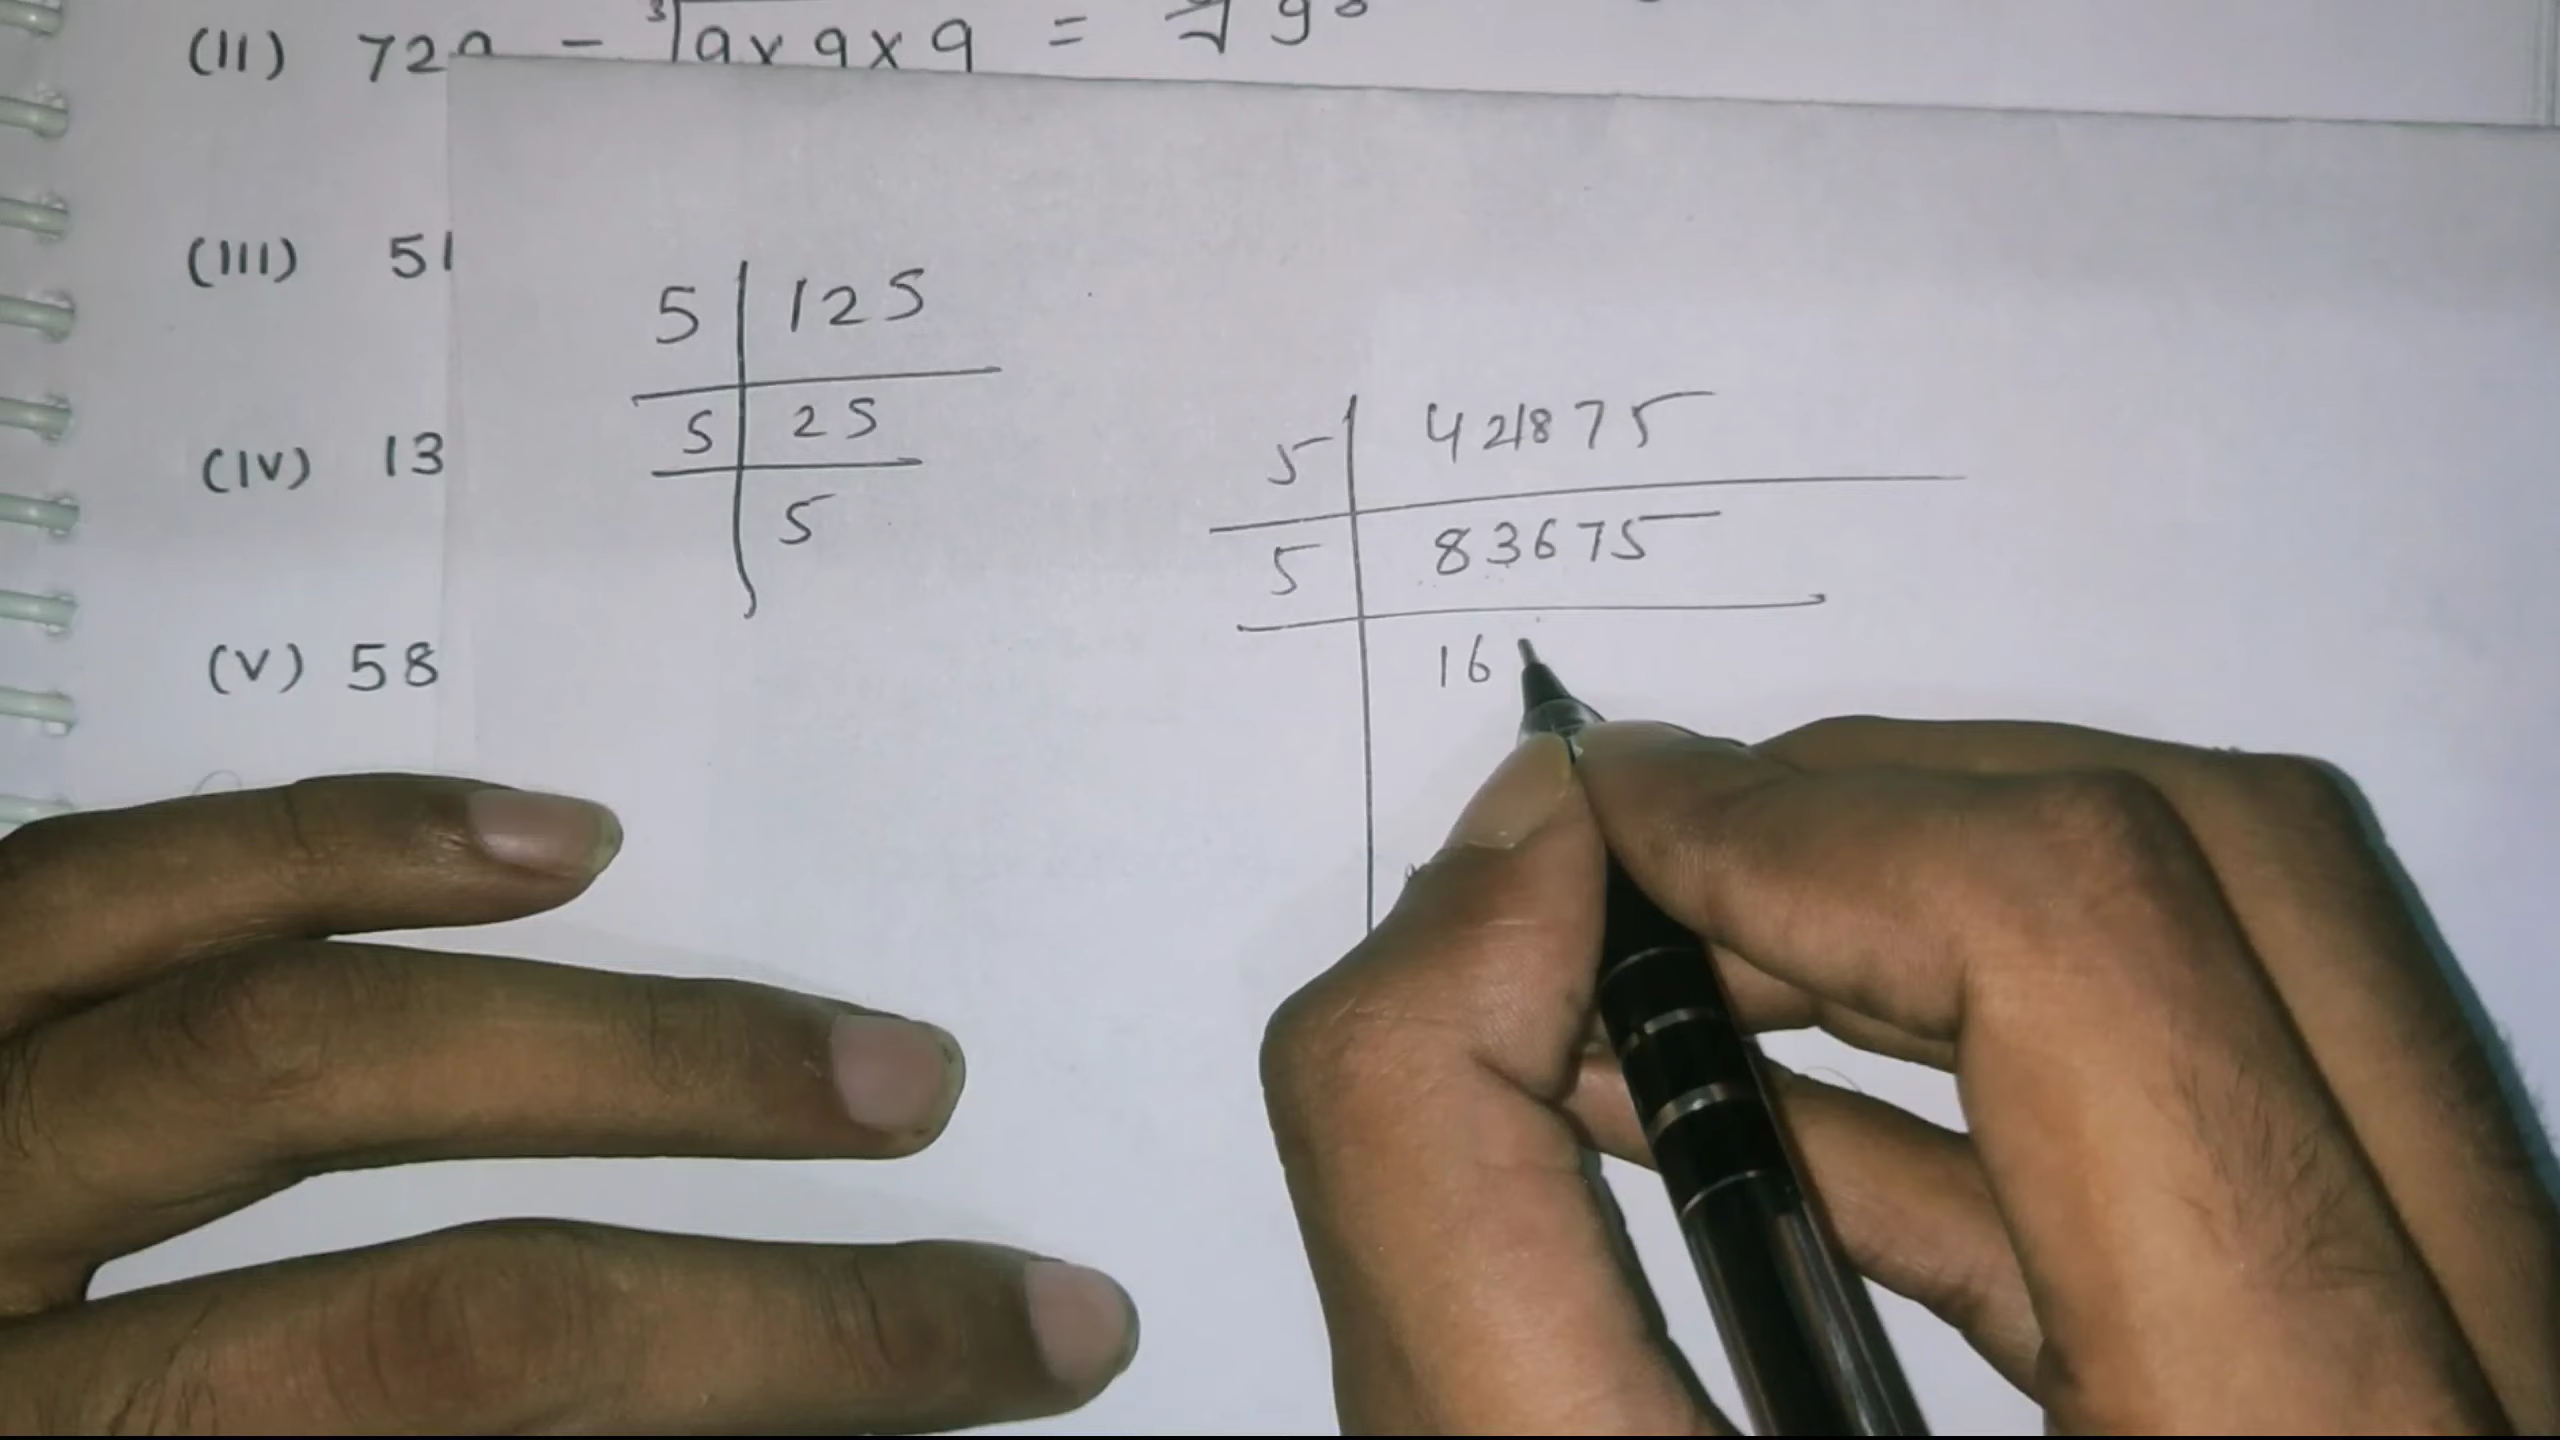 (II) 729 - ∛9×9×9 = 9³
(III) 51
(IV) 13
(V) 58
5 | 125
5 | 25
5
5 | 421875
5 | 83675
16